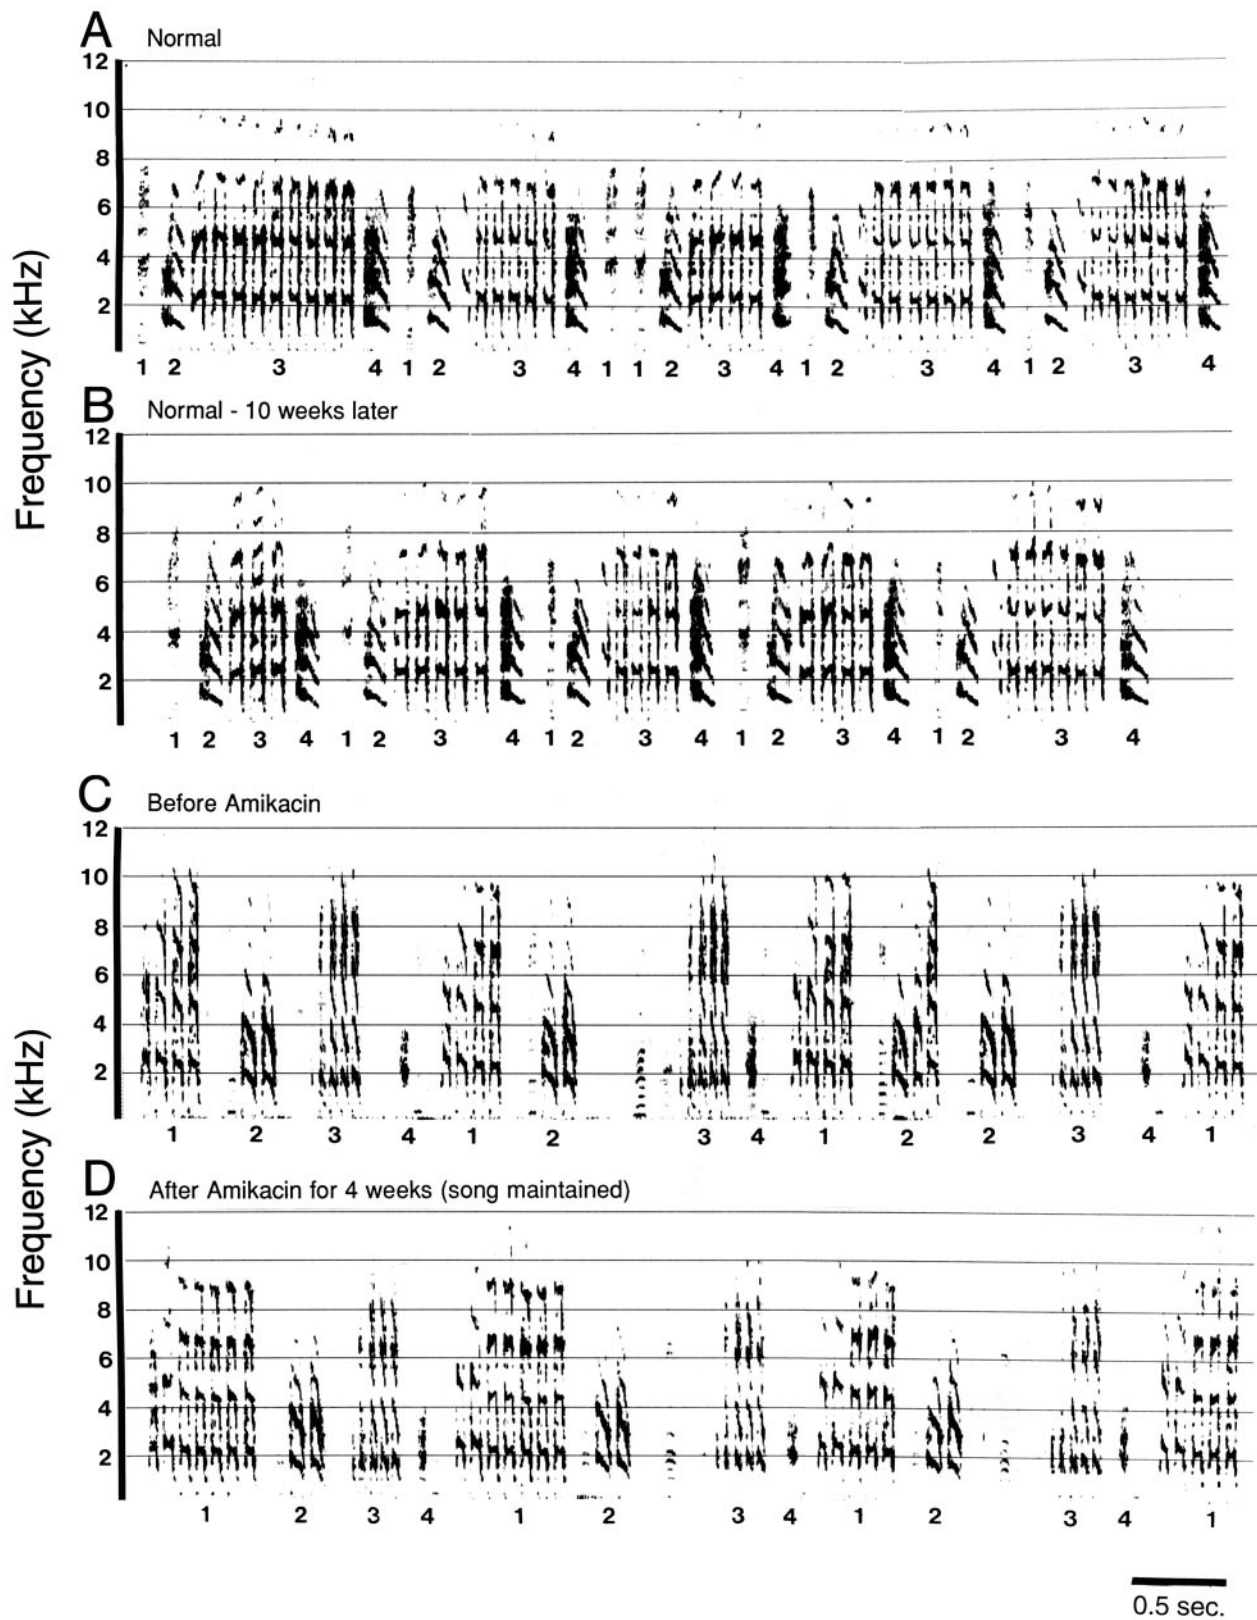 A Normal
12
10
8
6
4
2
1 2 3 4 1 2 3 4 1 1 2 3 4 1 2 3 4 1 2 3 4
B Normal - 10 weeks later
12
10
8
6
4
2
1 2 3 4 1 2 3 4 1 2 3 4 1 2 3 4 1 2 3 4
Frequency (kHz)
C Before Amikacin
12
10
8
6
4
2
1 2 3 4 1 2 3 4 1 2 2 3 4 1
D After Amikacin for 4 weeks (song maintained)
12
10
8
6
4
2
1 2 3 4 1 2 3 4 1 2 3 4 1
Frequency (kHz)
0.5 sec.